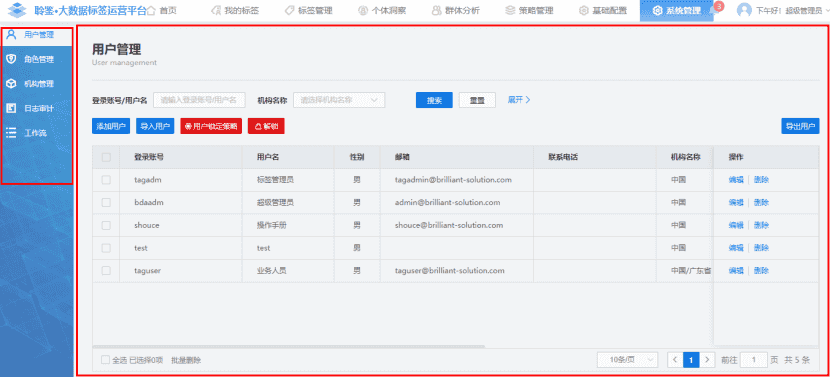 聆鉴•大数据标签运营平台 首页 我的标签 标签管理 个体洞察 群体分析 策略管理 基础配置 系统管理 3 下午好！超级管理员
用户管理
角色管理
机构管理
日志审计
工作流
用户管理
User management
登录账号/用户名 请输入登录账号/用户名 机构名称 请选择机构名称 搜索 重置 展开
添加用户 导入用户 用户锁定策略 解锁 导出用户
登录账号 用户名 性别 邮箱 联系电话 机构名称 操作
tagadm 标签管理员 男 tagadmin@brilliant-solution.com 中国 编辑 删除
bdaadm 超级管理员 男 admin@brilliant-solution.com 中国 编辑 删除
shouce 操作手册 男 shouce@brilliant-solution.com 中国 编辑 删除
test test 男 中国 编辑 删除
taguser 业务人员 男 taguser@brilliant-solution.com 中国/广东省 编辑 删除
全选 已选择0项 批量删除 10条/页 1 前往 1 页 共 5 条